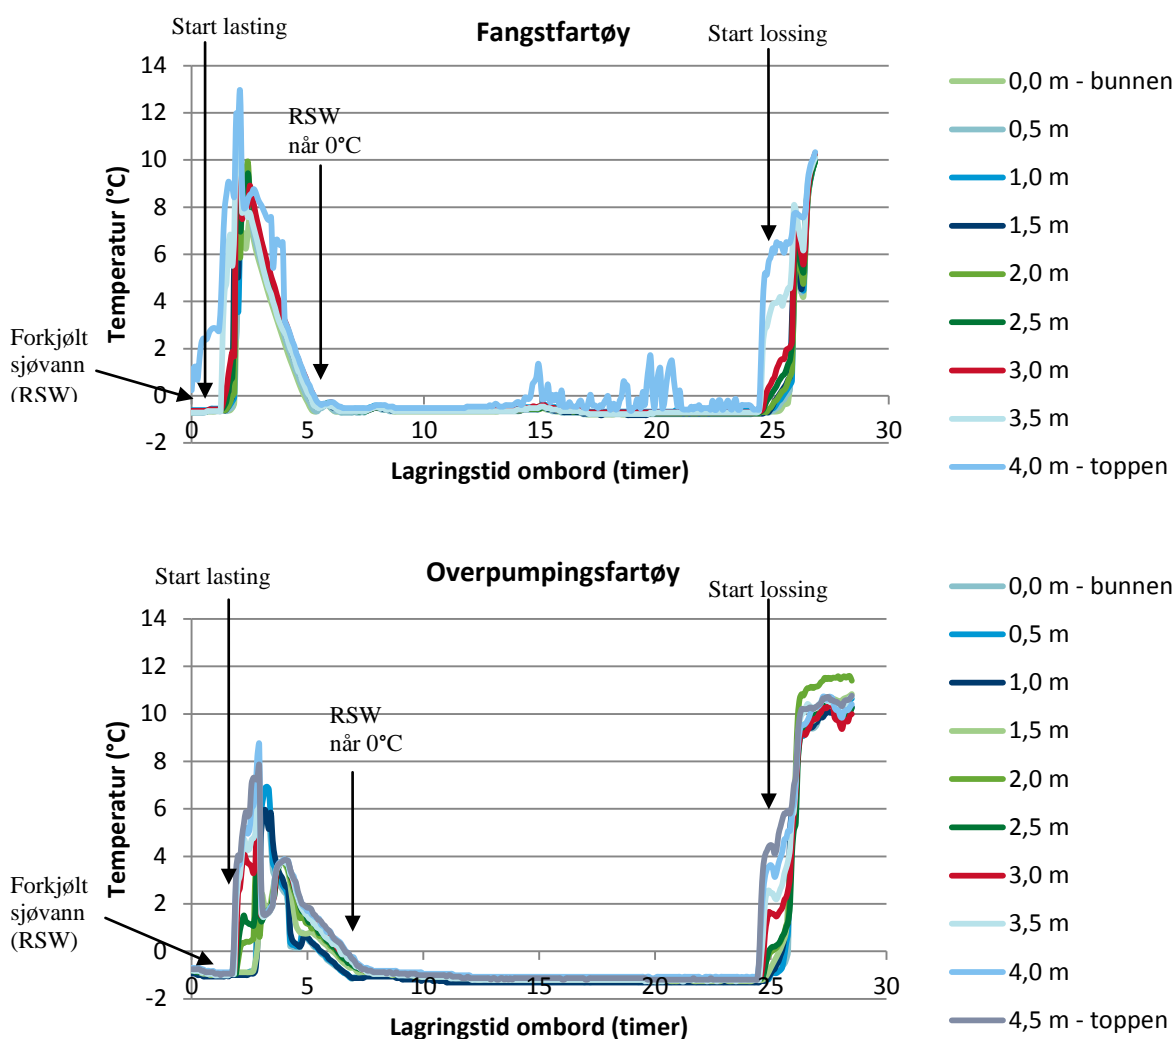 Start lasting
Fangstfartøy
Start lossing
14
12
10
8
6
4
2
0
-2
Temperatur (°C)
RSW
når 0°C
Forkjølt
sjøvann
(RSW)
0
5
10
15
20
25
30
Lagringstid ombord (timer)
0,0 m - bunnen
0,5 m
1,0 m
1,5 m
2,0 m
2,5 m
3,0 m
3,5 m
4,0 m - toppen
Start lasting
Overpumpingsfartøy
Start lossing
14
12
10
8
6
4
2
0
-2
Temperatur (°C)
RSW
når 0°C
Forkjølt
sjøvann
(RSW)
0
5
10
15
20
25
30
Lagringstid ombord (timer)
0,0 m - bunnen
0,5 m
1,0 m
1,5 m
2,0 m
2,5 m
3,0 m
3,5 m
4,0 m
4,5 m - toppen